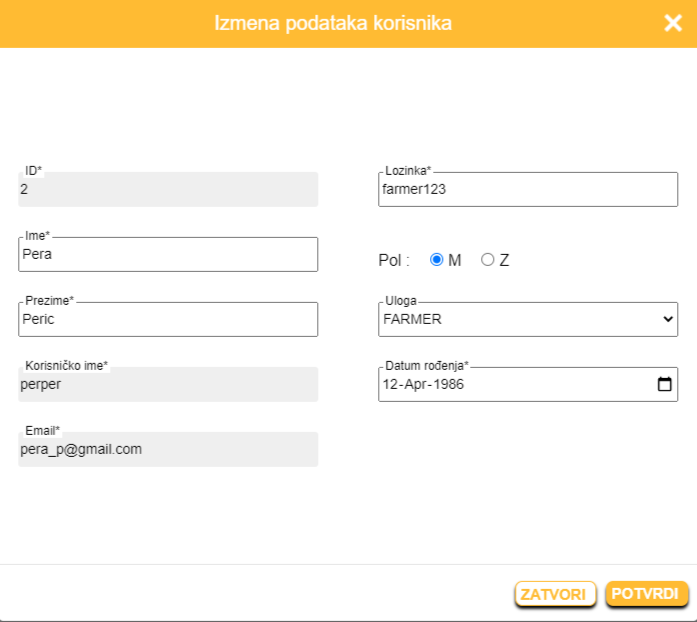 Izmena podataka korisnika
ID*
2
Ime*
Pera
Prezime*
Peric
Korisničko ime*
perper
Email*
pera_p@gmail.com
Lozinka*
farmer123
Pol : M Z
Uloga
FARMER
Datum rođenja*
12-Apr-1986
ZATVORI POTVRDI